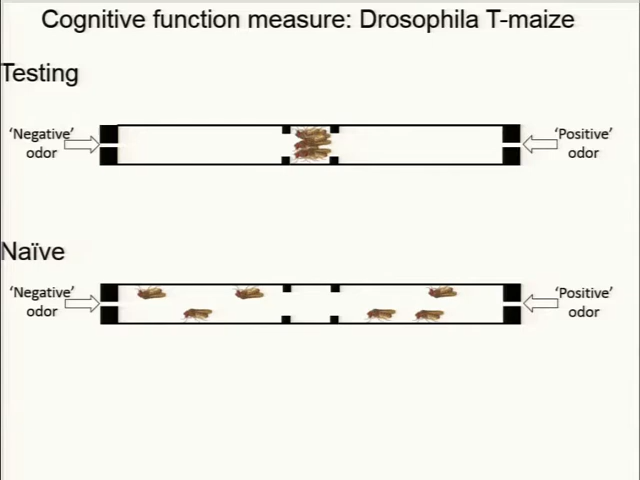 Cognitive function measure: Drosophila T-maize
Testing
'Negative'
odor
'Positive'
odor
Naïve
'Negative'
odor
'Positive'
odor